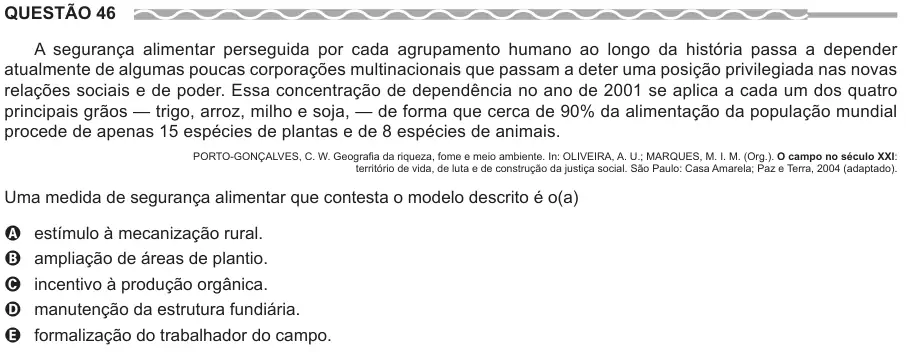 QUESTÃO 46
A segurança alimentar perseguida por cada agrupamento humano ao longo da história passa a depender
atualmente de algumas poucas corporações multinacionais que passam a deter uma posição privilegiada nas novas
relações sociais e de poder. Essa concentração de dependência no ano de 2001 se aplica a cada um dos quatro
principais grãos — trigo, arroz, milho e soja, — de forma que cerca de 90% da alimentação da população mundial
procede de apenas 15 espécies de plantas e de 8 espécies de animais.
PORTO-GONÇALVES, C. W. Geografia da riqueza, fome e meio ambiente. In: OLIVEIRA, A. U.; MARQUES, M. I. M. (Org.). O campo no século XXI:
território de vida, de luta e de construção da justiça social. São Paulo: Casa Amarela; Paz e Terra, 2004 (adaptado).
Uma medida de segurança alimentar que contesta o modelo descrito é o(a)
A estímulo à mecanização rural.
B ampliação de áreas de plantio.
C incentivo à produção orgânica.
D manutenção da estrutura fundiária.
E formalização do trabalhador do campo.